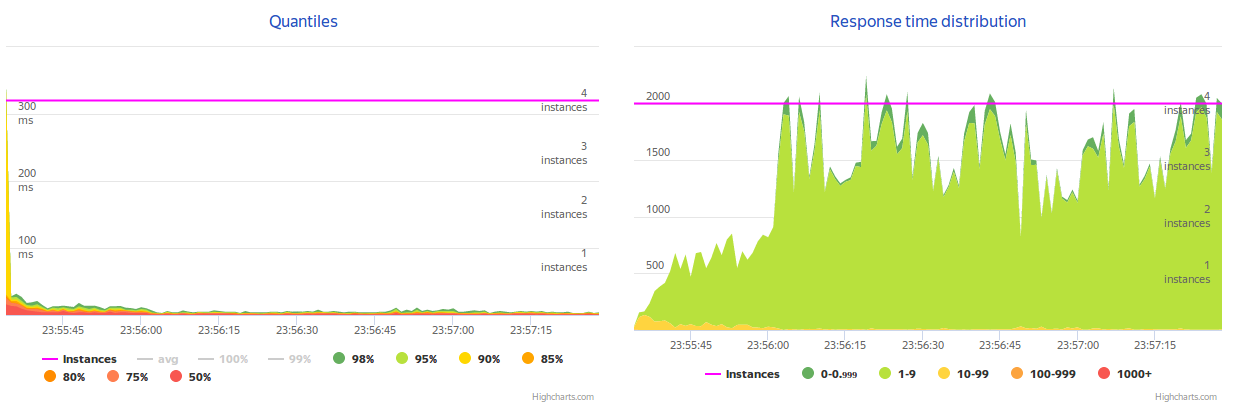 Quantiles
300
ms
200
ms
100
ms
4
instances
3
instances
2
instances
1
instances
23:55:45 23:56:00 23:56:15 23:56:30 23:56:45 23:57:00 23:57:15
Instances avg 100% 99% 98% 95% 90% 85%
80% 75% 50%
Highcharts.com
Response time distribution
2000
1500
1000
500
4
instances
3
instances
2
instances
1
instances
23:55:45 23:56:00 23:56:15 23:56:30 23:56:45 23:57:00 23:57:15
Instances 0-0.999 1-9 10-99 100-999 1000+
Highcharts.com